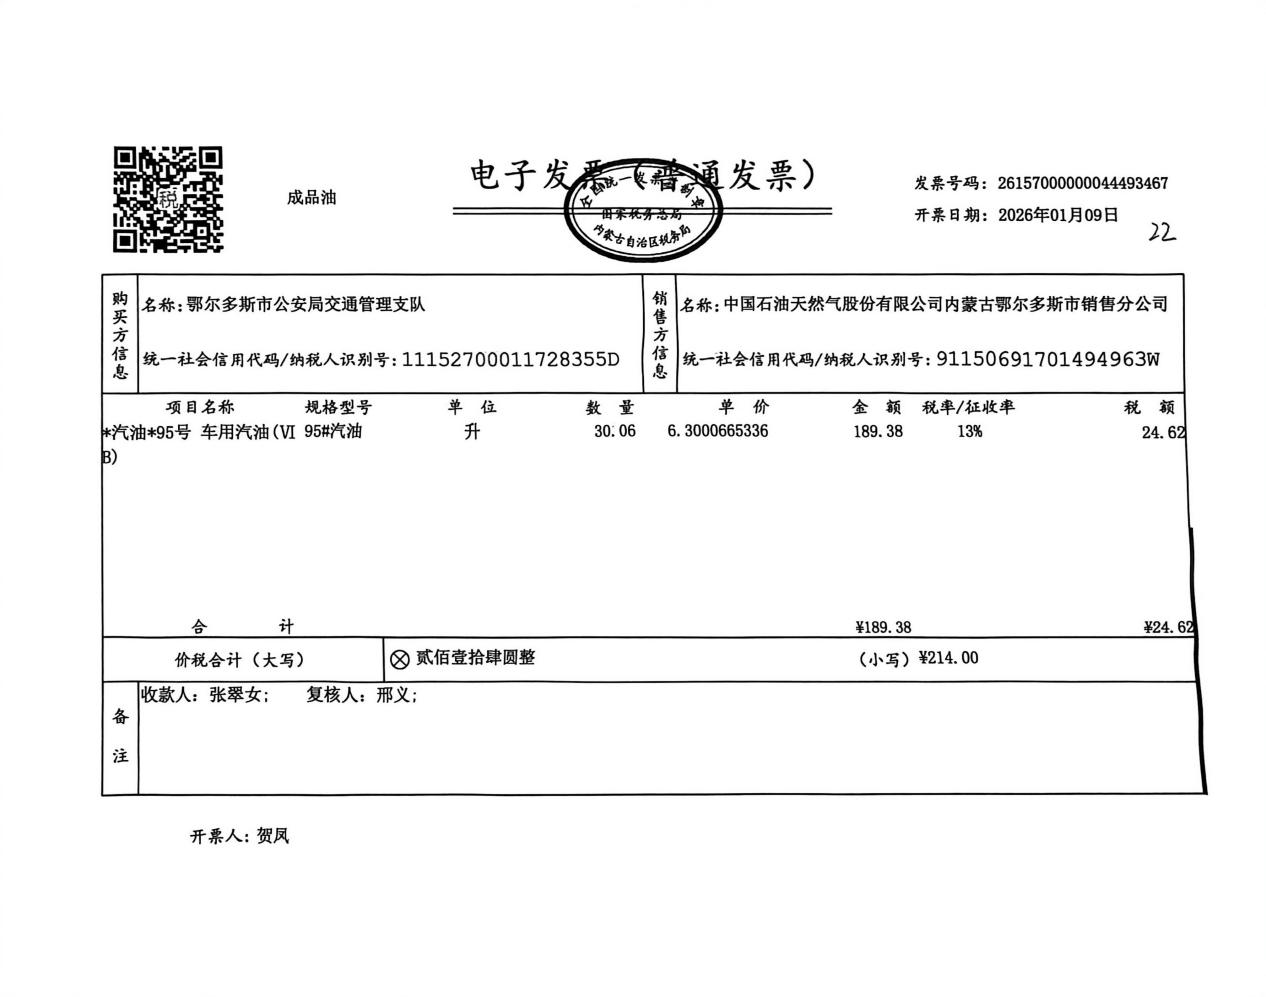 税
成品油
电子发票（普通发票）
全国统一发票监制章
国家税务总局
内蒙古自治区税务局
发票号码：26157000000044493467
开票日期：2026年01月09日
22
购买方信息
名称：鄂尔多斯市公安局交通管理支队
统一社会信用代码/纳税人识别号：11152700011728355D
销售方信息
名称：中国石油天然气股份有限公司内蒙古鄂尔多斯市销售分公司
统一社会信用代码/纳税人识别号：91150691701494963W
项目名称 规格型号 单 位 数 量 单 价 金 额 税率/征收率 税 额
*汽油*95号 车用汽油(VI 95#汽油 升 30.06 6.3000665336 189.38 13% 24.62
B)
合 计 ¥189.38 ¥24.62
价税合计（大写） ⊗ 贰佰壹拾肆圆整 （小写）¥214.00
备注
收款人：张翠女; 复核人：邢义;
开票人：贺凤